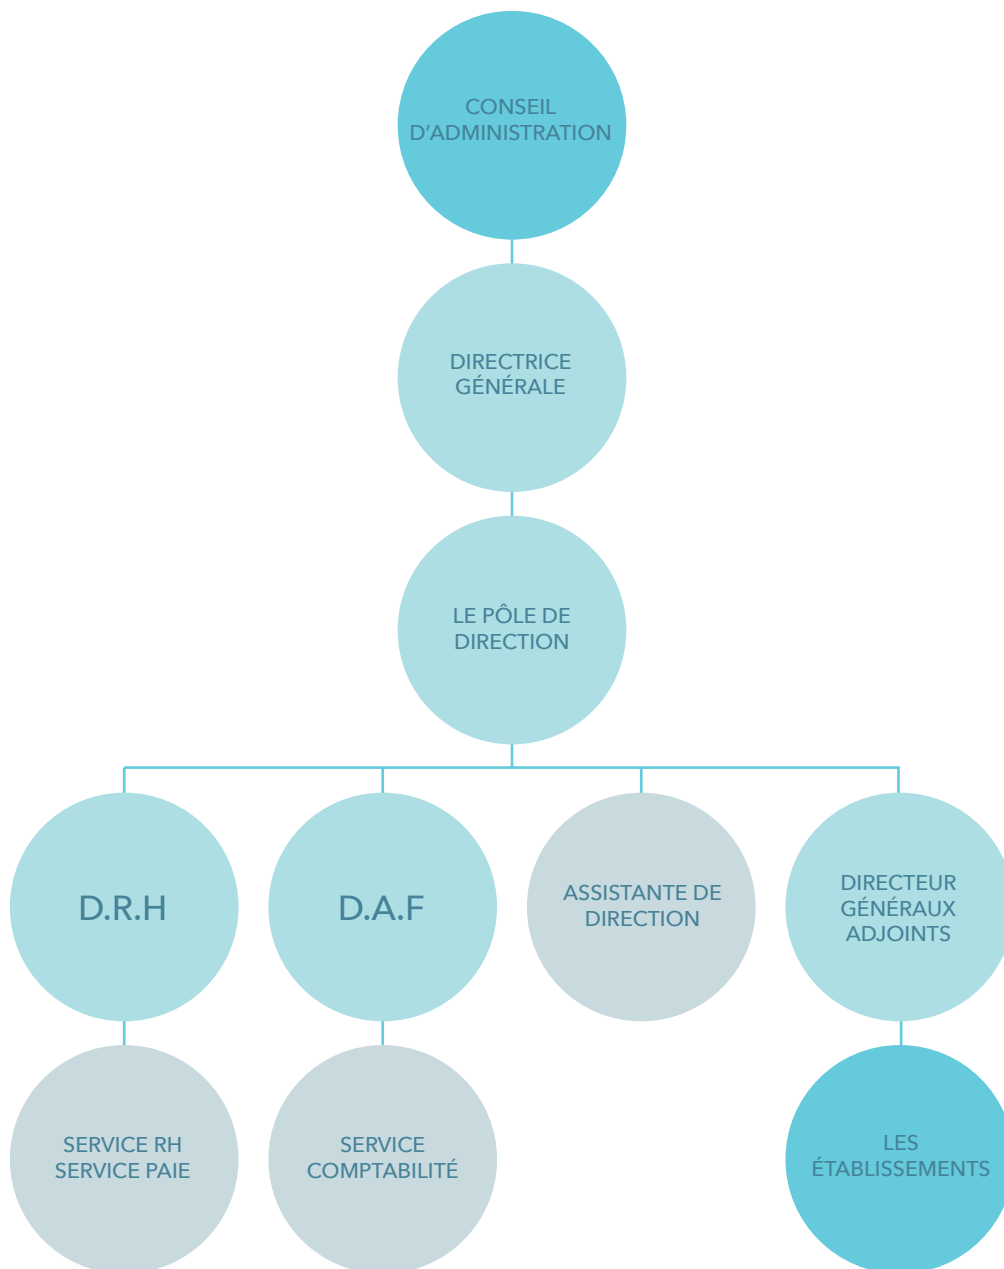 CONSEIL
D’ADMINISTRATION
DIRECTRICE
GÉNÉRALE
LE PÔLE DE
DIRECTION
D.R.H
D.A.F
ASSISTANTE DE
DIRECTION
DIRECTEUR
GÉNÉRAUX
ADJOINTS
SERVICE RH
SERVICE PAIE
SERVICE
COMPTABILITÉ
LES
ÉTABLISSEMENTS